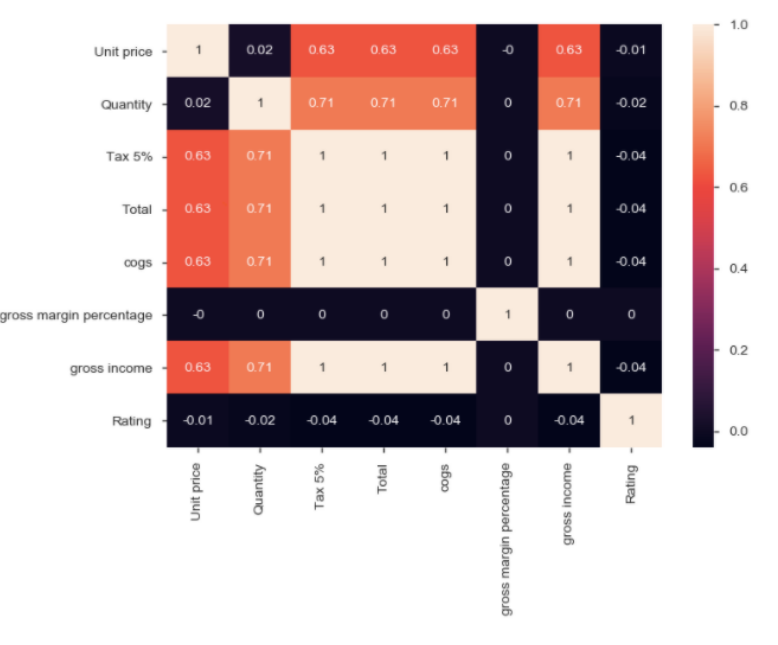 Unit price 1 0.02 0.63 0.63 0.63 -0 0.63 -0.01
Quantity 0.02 1 0.71 0.71 0.71 0 0.71 -0.02
Tax 5% 0.63 0.71 1 1 1 0 1 -0.04
Total 0.63 0.71 1 1 1 0 1 -0.04
cogs 0.63 0.71 1 1 1 0 1 -0.04
gross margin percentage -0 0 0 0 0 1 0 0
gross income 0.63 0.71 1 1 1 0 1 -0.04
Rating -0.01 -0.02 -0.04 -0.04 -0.04 0 -0.04 1
Unit price
Quantity
Tax 5%
Total
cogs
gross margin percentage
gross income
Rating
1.0
0.8
0.6
0.4
0.2
0.0